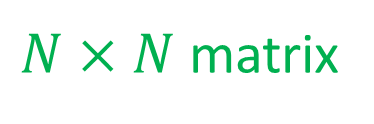 𝑁 × 𝑁 matrix